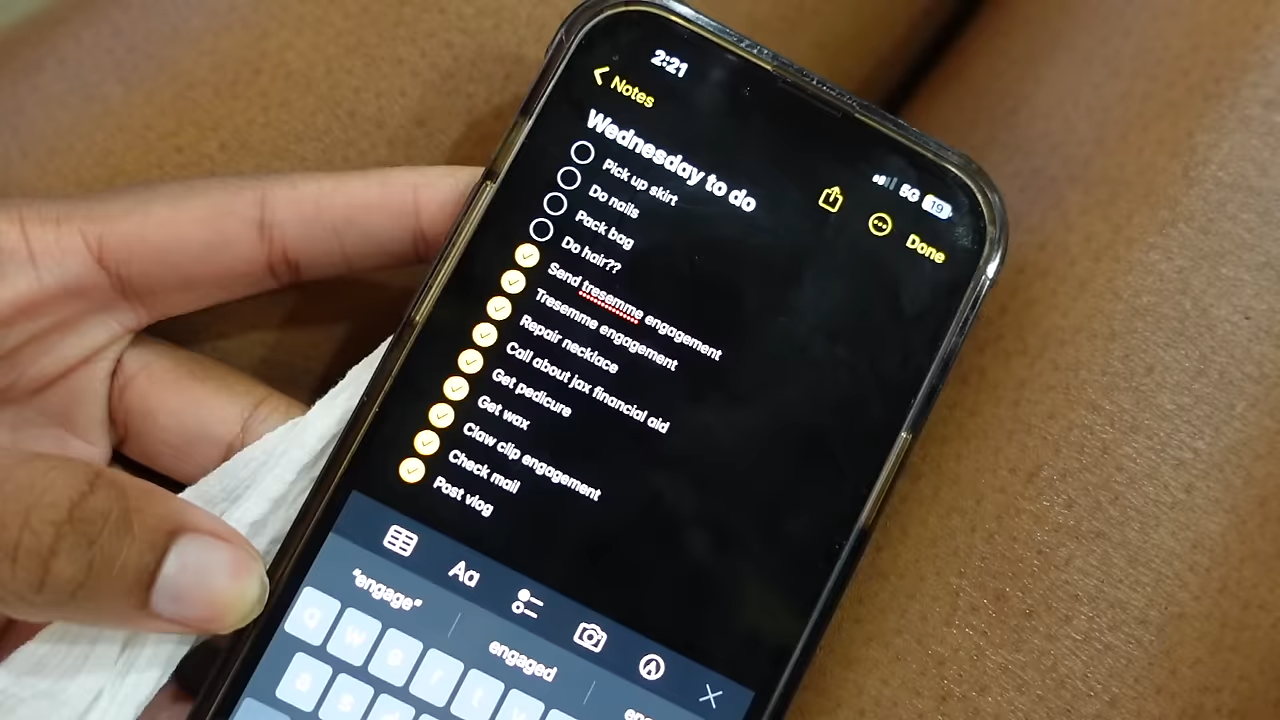 2:21
5G 19
Notes
Done
Wednesday to do
Pick up skirt
Do nails
Pack bag
Do hair??
Send tresemme engagement
Tresemme engagement
Repair necklace
Call about jax financial aid
Get pedicure
Get wax
Claw clip engagement
Check mail
Post vlog
Aa
"engage" engaged
Q W e r t y
a s d